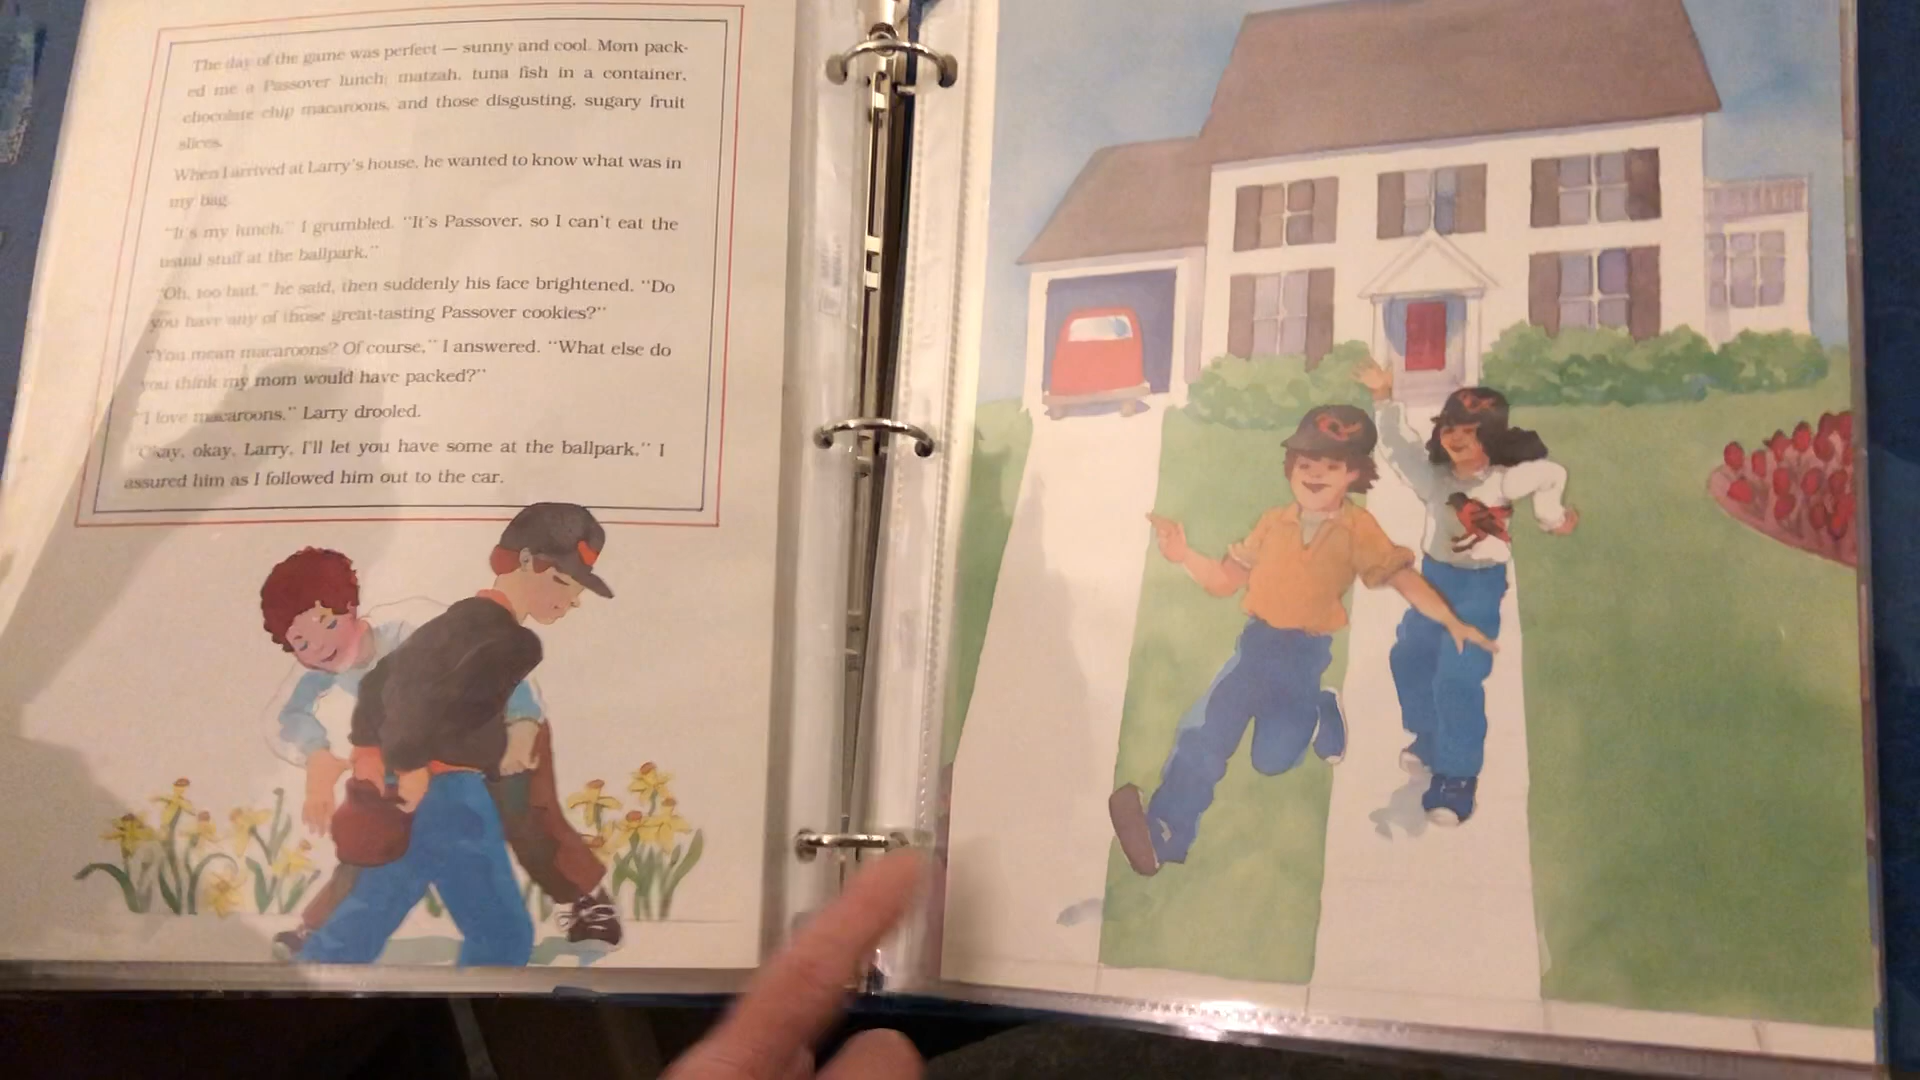 The day of the game was perfect — sunny and cool. Mom pack-
ed me a Passover lunch: matzah, tuna fish in a container,
chocolate chip macaroons, and those disgusting, sugary fruit
slices.
When I arrived at Larry's house, he wanted to know what was in
my bag.
"It's my lunch," I grumbled. "It's Passover, so I can't eat the
usual stuff at the ballpark."
"Oh, too bad," he said, then suddenly his face brightened. "Do
you have any of those great-tasting Passover cookies?"
"You mean macaroons? Of course," I answered. "What else do
you think my mom would have packed?"
"I love macaroons," Larry drooled.
"Okay, okay, Larry, I'll let you have some at the ballpark," I
assured him as I followed him out to the car.